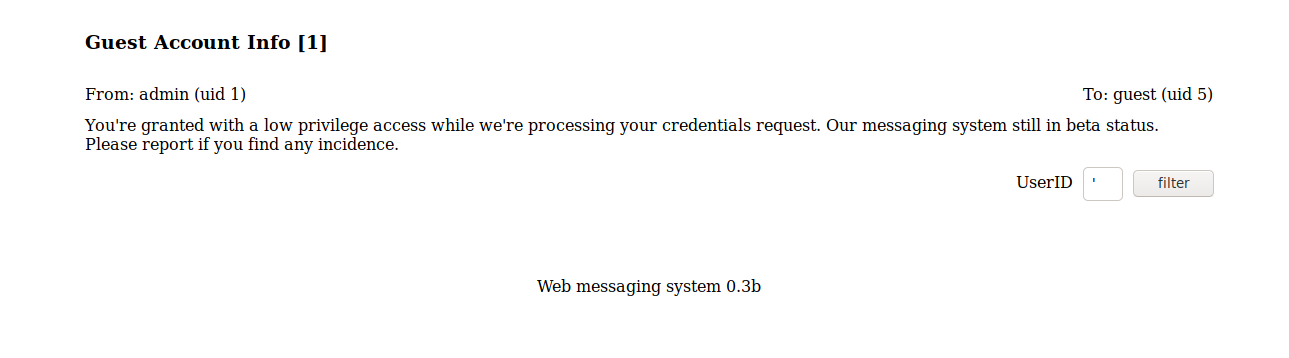 Guest Account Info [1]
From: admin (uid 1)
To: guest (uid 5)
You're granted with a low privilege access while we're processing your credentials request. Our messaging system still in beta status.
Please report if you find any incidence.
UserID ' filter
Web messaging system 0.3b